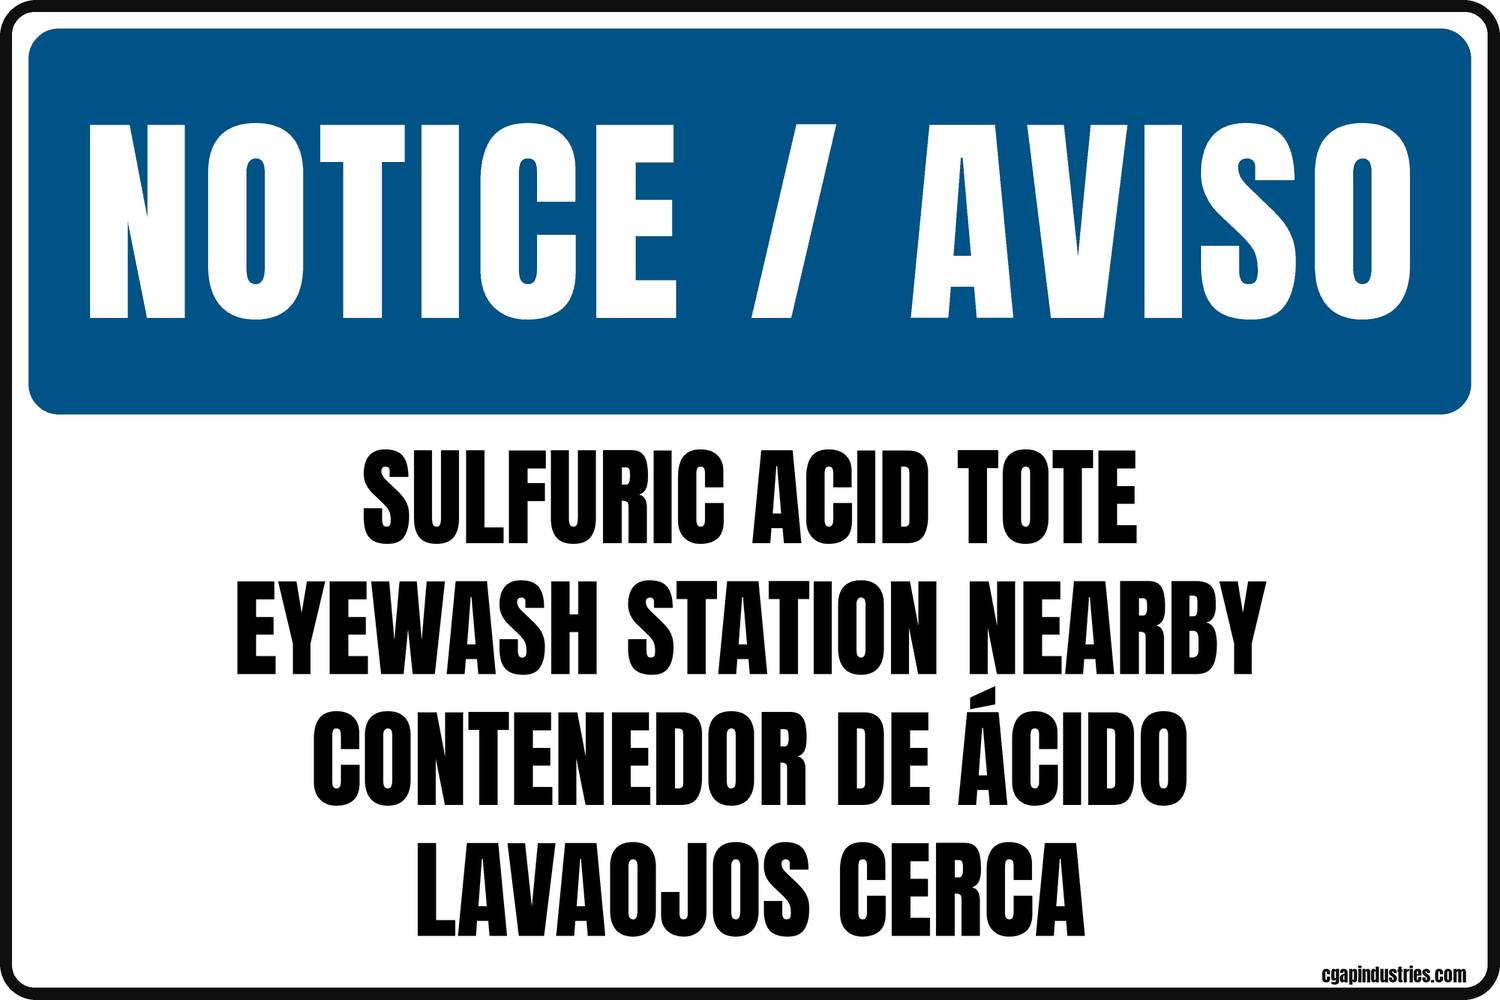 NOTICE / AVISO
SULFURIC ACID TOTE
EYEWASH STATION NEARBY
CONTENEDOR DE ÁCIDO
LAVAOJOS CERCA
cgapindustries.com